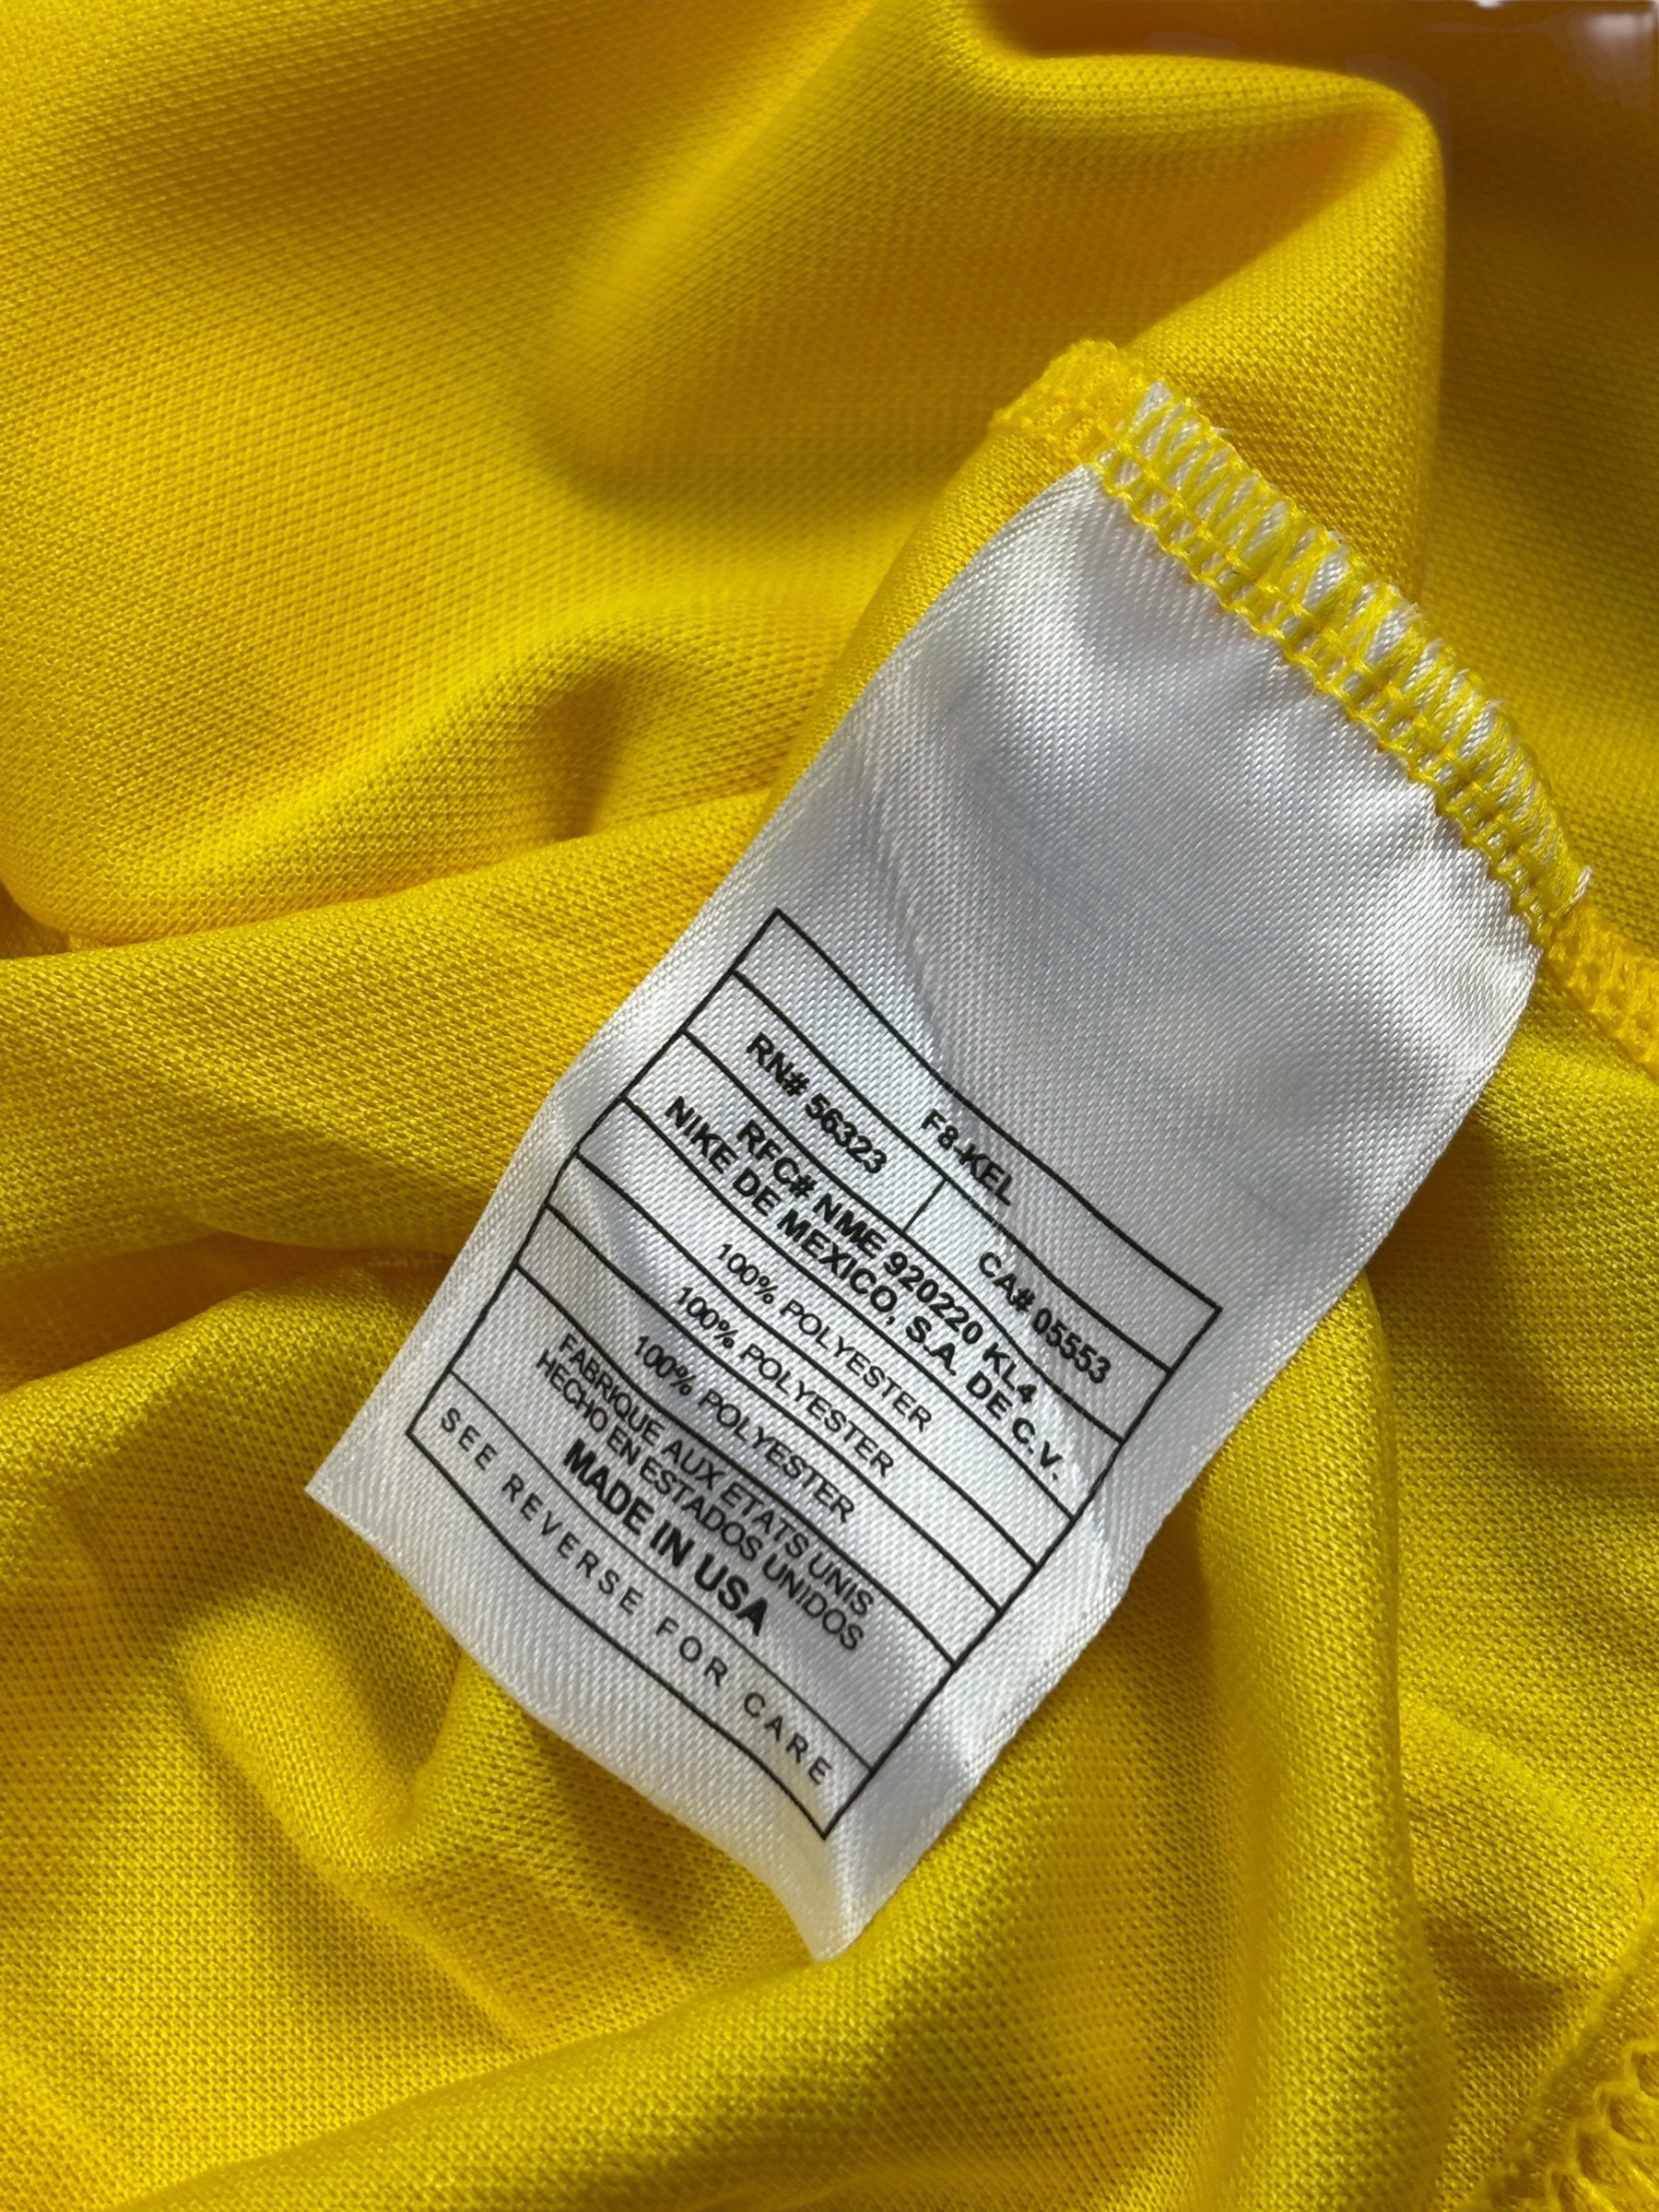 F8-KEL
RN# 56323 CA# 05553
RFC# NME 920220 KL4
NIKE DE MEXICO, S.A. DE C.V.
100% POLYESTER
100% POLYESTER
100% POLYESTER
FABRIQUE AUX ETATS UNIS
HECHO EN ESTADOS UNIDOS
MADE IN USA
SEE REVERSE FOR CARE